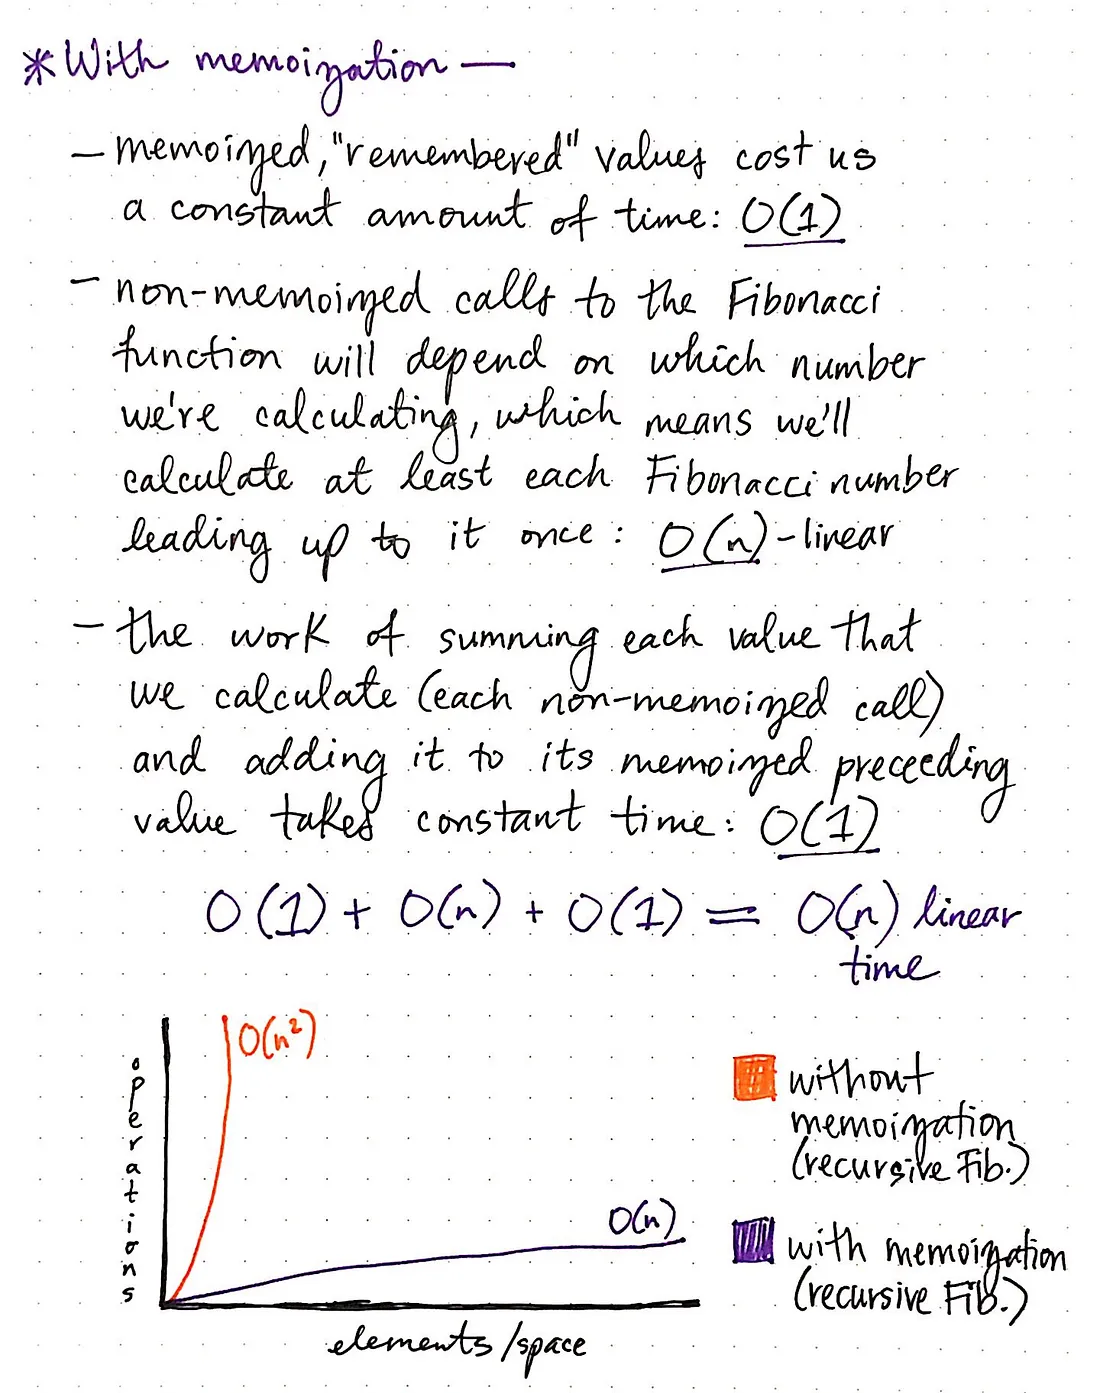 *With memoization —
- memoized, "remembered" values cost us
a constant amount of time: O(1)
- non-memoized calls to the Fibonacci
function will depend on which number
we're calculating, which means we'll
calculate at least each Fibonacci number
leading up to it once: O(n) - linear
- the work of summing each value that
we calculate (each non-memoized call)
and adding it to its memoized preceeding
value takes constant time: O(1)
O(1) + O(n) + O(1) = O(n) linear
time
operations
O(n²)
O(n)
elements/space
without
memoization
(recursive Fib.)
with memoization
(recursive Fib.)